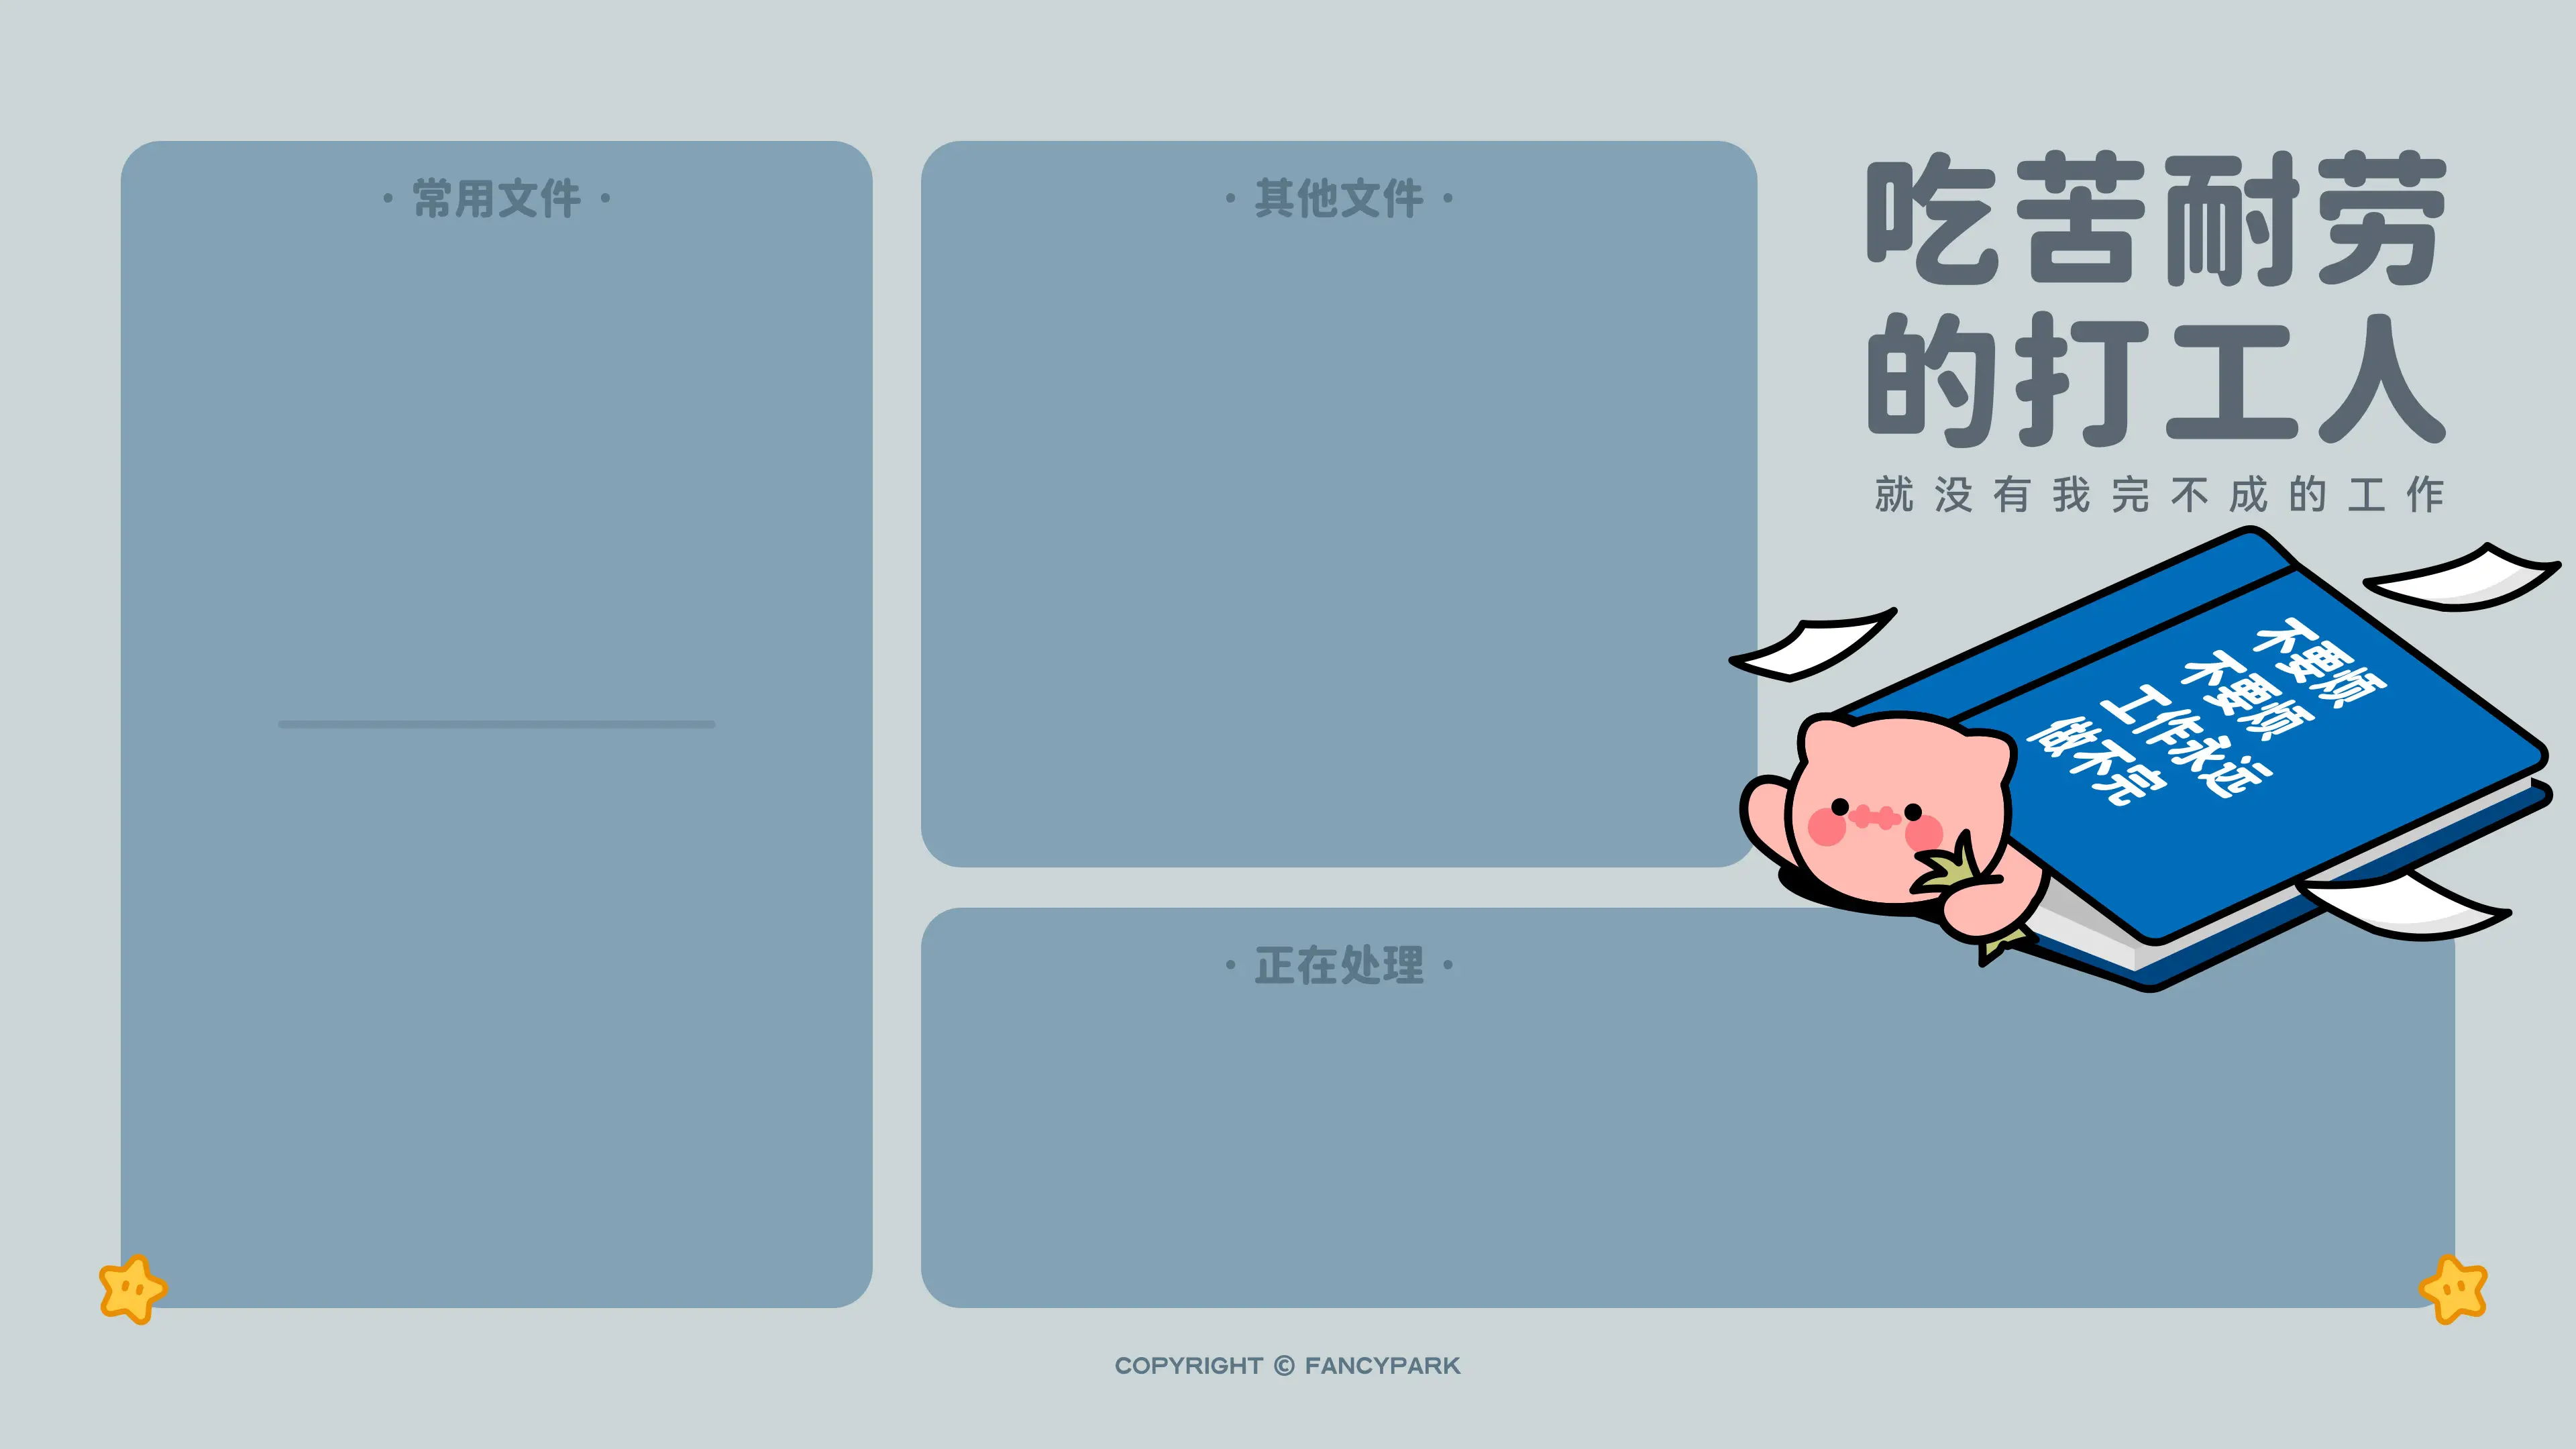 · 常用文件 ·
· 其他文件 ·
吃苦耐劳
的打工人
就没有我完不成的工作
不要烦
不要烦
工作永远
做不完
· 正在处理 ·
COPYRIGHT © FANCYPARK